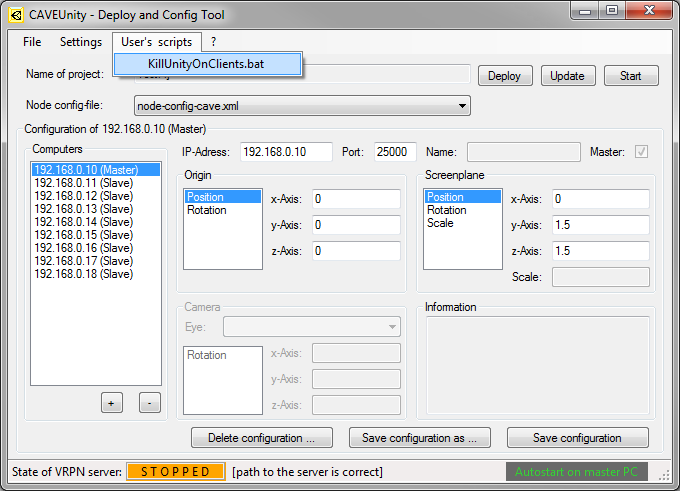 CAVEUnity - Deploy and Config Tool
File Settings User's scripts ?
KillUnityOnClients.bat
Name of project:
Deploy Update Start
Node config-file: node-config-cave.xml
Configuration of 192.168.0.10 (Master)
Computers
192.168.0.10 (Master)
192.168.0.11 (Slave)
192.168.0.12 (Slave)
192.168.0.13 (Slave)
192.168.0.14 (Slave)
192.168.0.15 (Slave)
192.168.0.16 (Slave)
192.168.0.17 (Slave)
192.168.0.18 (Slave)
+ -
IP-Adress: 192.168.0.10 Port: 25000 Name: Master:
Origin
Position
Rotation
x-Axis: 0
y-Axis: 0
z-Axis: 0
Screenplane
Position
Rotation
Scale
x-Axis: 0
y-Axis: 1.5
z-Axis: 1.5
Scale:
Camera
Eye:
Rotation
x-Axis:
y-Axis:
z-Axis:
Information
Delete configuration ... Save configuration as ... Save configuration
State of VRPN server: STOPPED [path to the server is correct] Autostart on master PC